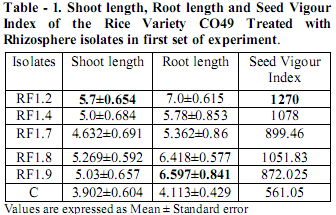 Table - 1. Shoot length, Root length and Seed Vigour
Index of the Rice Variety CO49 Treated with
Rhizosphere isolates in first set of experiment.
Isolates Shoot length Root length Seed Vigour
Index
RF1.2 5.7±0.654 7.0±0.615 1270
RF1.4 5.0±0.684 5.78±0.853 1078
RF1.7 4.632±0.691 5.362±0.86 899.46
RF1.8 5.269±0.592 6.418±0.577 1051.83
RF1.9 5.03±0.657 6.597±0.841 872.025
C 3.902±0.604 4.113±0.429 561.05
Values are expressed as Mean ± Standard error